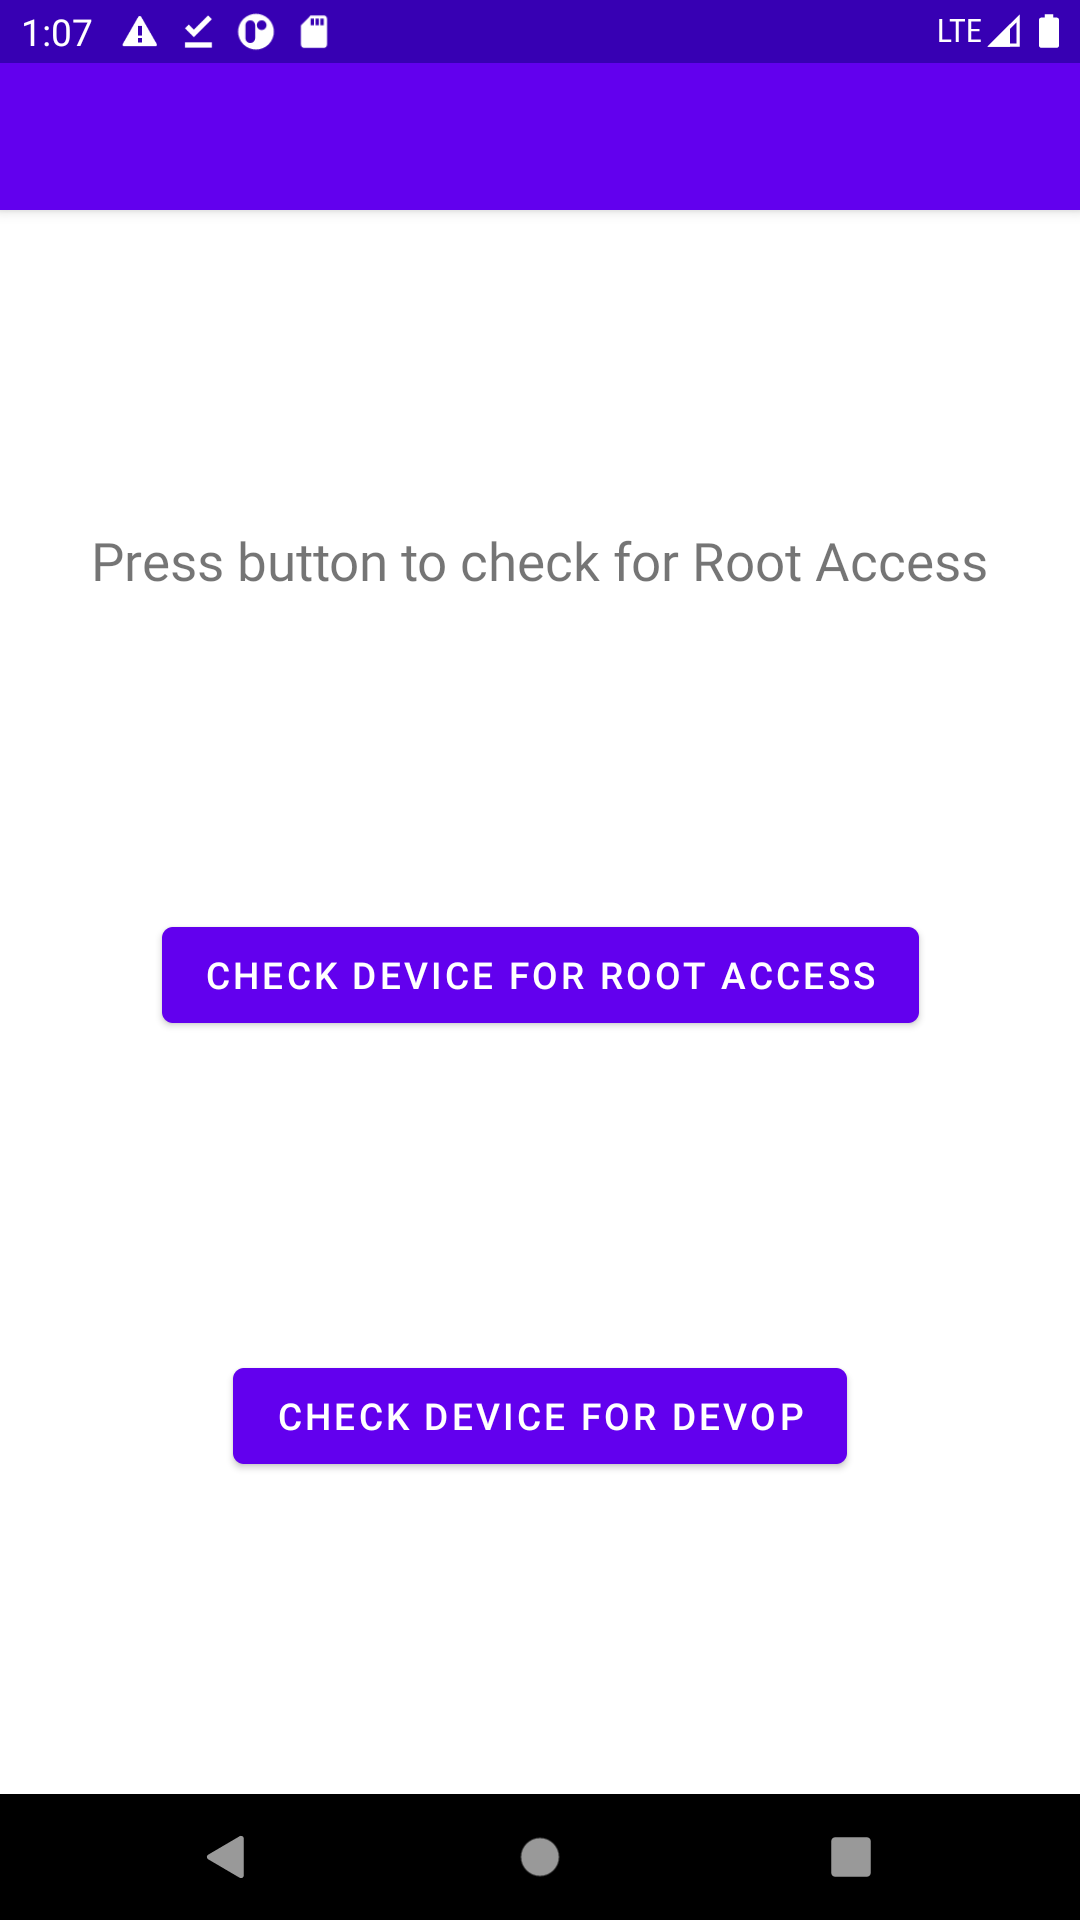 1:07 LTE
Press button to check for Root Access
CHECK DEVICE FOR ROOT ACCESS
CHECK DEVICE FOR DEVOP